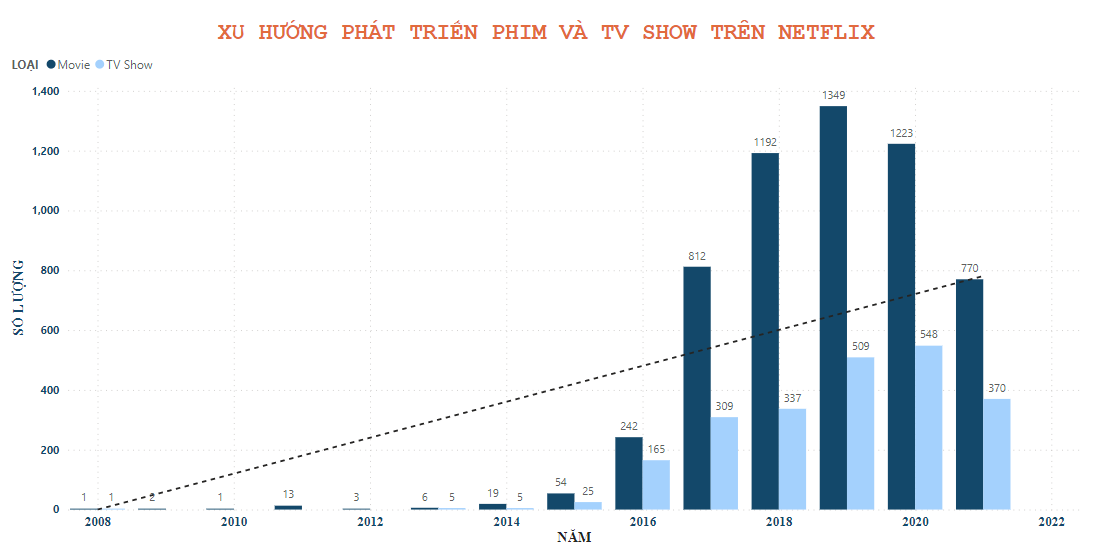 XU HƯỚNG PHÁT TRIỂN PHIM VÀ TV SHOW TRÊN NETFLIX
LOẠI Movie TV Show
1,400
1,200
1,000
800
600
400
200
0
SỐ LƯỢNG
1 1 2 1 13 3 6 5 19 5 54 25 242 165 812 309 1192 337 1349 509 1223 548 770 370
2008 2010 2012 2014 2016 2018 2020 2022
NĂM